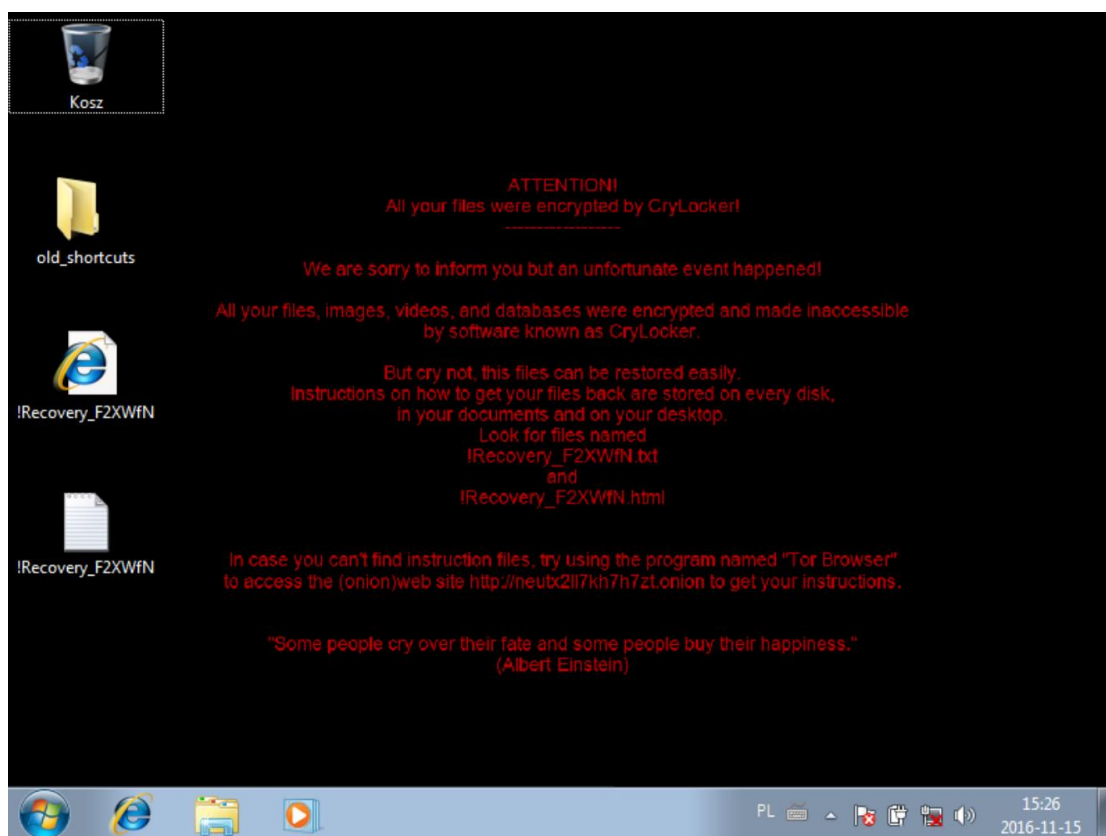 Kosz
old_shortcuts
!Recovery_F2XWfN
!Recovery_F2XWfN
ATTENTION!
All your files were encrypted by CryLocker!
--------------------
We are sorry to inform you but an unfortunate event happened!
All your files, images, videos, and databases were encrypted and made inaccessible
by software known as CryLocker.
But cry not, this files can be restored easily.
Instructions on how to get your files back are stored on every disk,
in your documents and on your desktop.
Look for files named
!Recovery_F2XWfN.txt
and
!Recovery_F2XWfN.html
In case you can't find instruction files, try using the program named "Tor Browser"
to access the (onion)web site to get your instructions.
"Some people cry over their fate and some people buy their happiness."
(Albert Einstein)
PL
15:26
2016-11-15